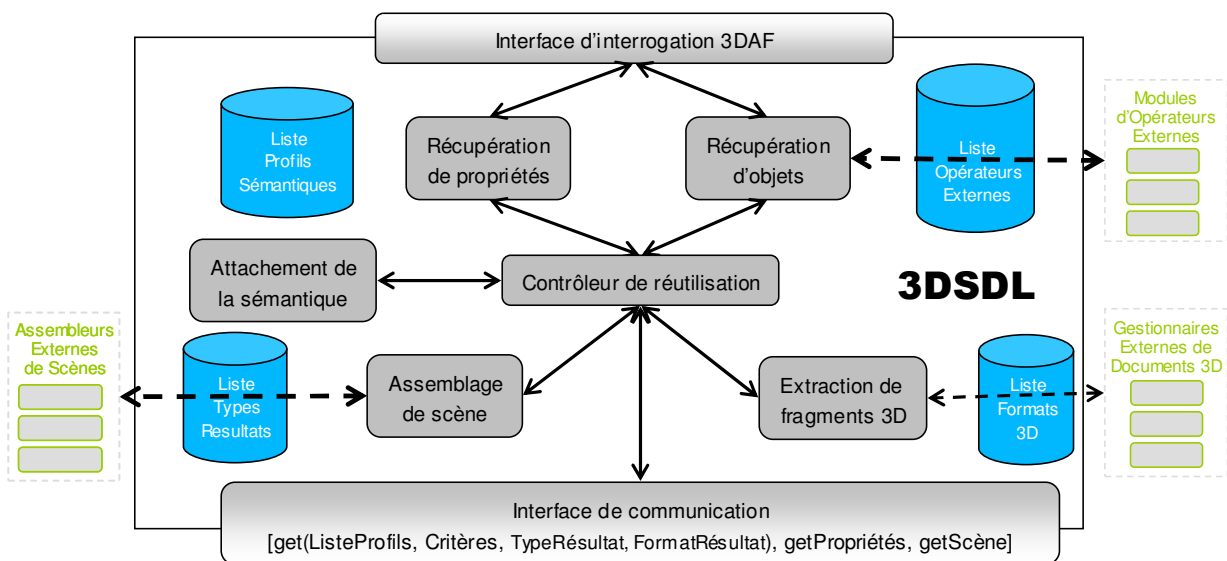 Interface d'interrogation 3DAF
Liste
Profils
Sémantiques
Récupération
de propriétés
Récupération
d'objets
Liste
Opérateurs
Externes
Modules
d'Opérateurs
Externes
Attachement de
la sémantique
Contrôleur de réutilisation
3DSDL
Assembleurs
Externes
de Scènes
Liste
Types
Resultats
Assemblage
de scène
Extraction de
fragments 3D
Liste
Formats
3D
Gestionnaires
Externes de
Documents 3D
Interface de communication
[get(ListeProfils, Critères, TypeRésultat, FormatRésultat), getPropriétés, getScène]